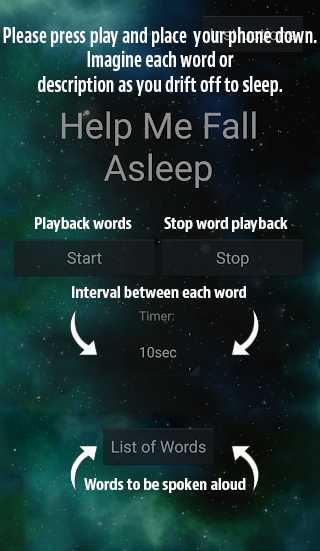 Please press play and place your phone down.
Imagine each word or
description as you drift off to sleep.
Help Me Fall
Asleep
Playback words
Stop word playback
Start
Stop
Interval between each word
Timer:
10sec
List of Words
Words to be spoken aloud